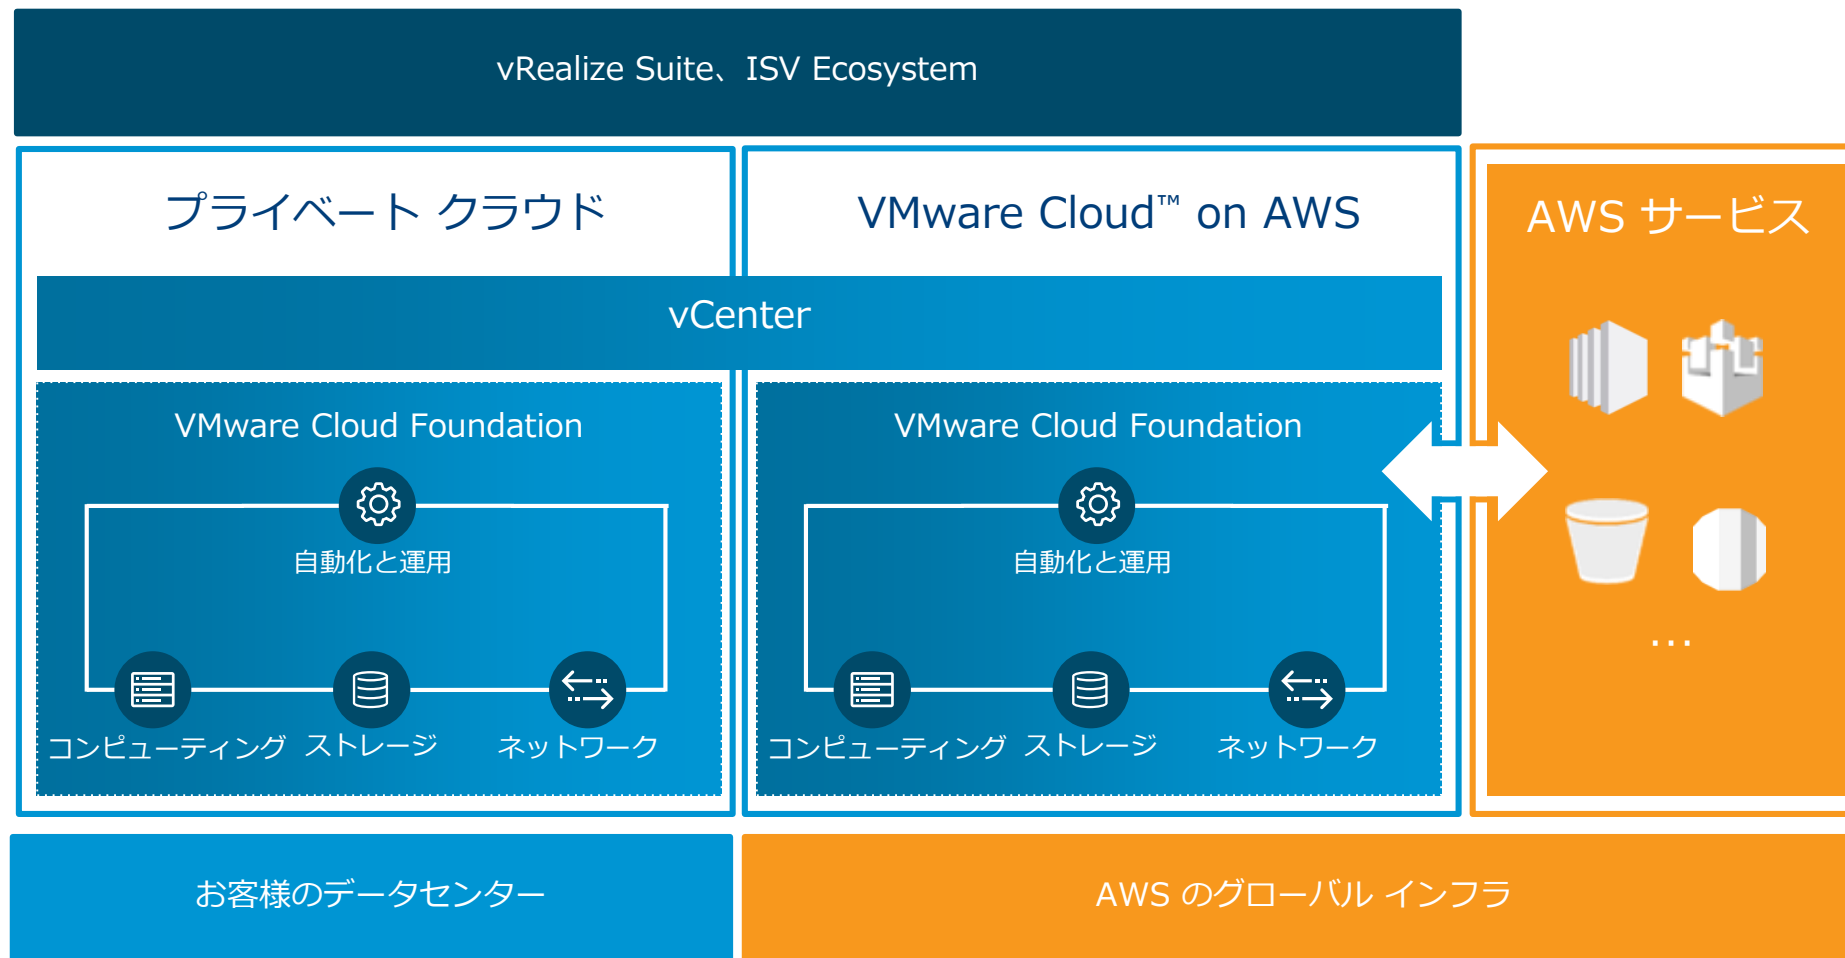 vRealize Suite、ISV Ecosystem
プライベート クラウド
VMware Cloud™ on AWS
AWS サービス
vCenter
VMware Cloud Foundation
自動化と運用
コンピューティング
ストレージ
ネットワーク
VMware Cloud Foundation
自動化と運用
コンピューティング
ストレージ
ネットワーク
...
お客様のデータセンター
AWS のグローバル インフラ